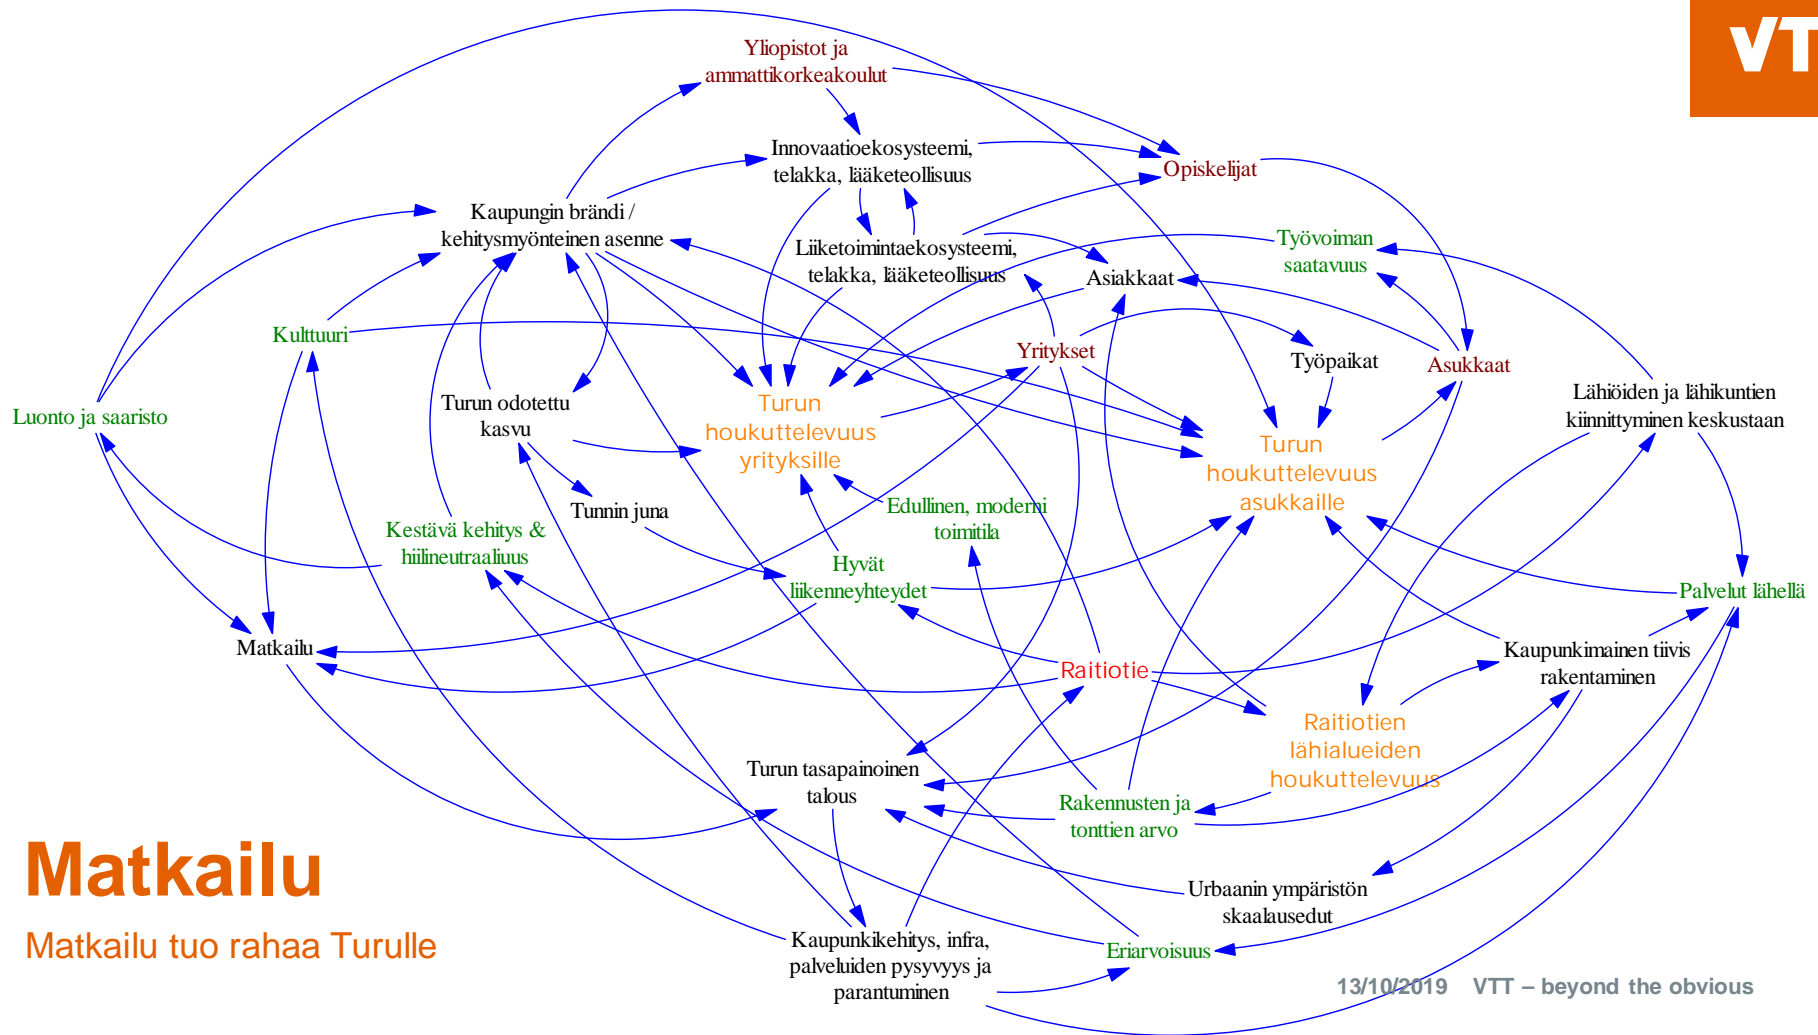 VT
Yliopistot ja
ammattikorkeakoulut
Innovaatioekosysteemi,
telakka, lääketeollisuus
Opiskelijat
Kaupungin brändi /
kehitysmyönteinen asenne
Liiketoimintaekosysteemi,
telakka, lääketeollisuus
Asiakkaat
Työvoiman
saatavuus
Kulttuuri
Yritykset
Työpaikat
Asukkaat
Luonto ja saaristo
Turun odotettu
kasvu
Turun
houkuttelevuus
yrityksille
Turun
houkuttelevuus
asukkaille
Lähiöiden ja lähikuntien
kiinnittyminen keskustaan
Tunnin juna
Edullinen, moderni
toimitila
Kestävä kehitys &
hiilineutraaliuus
Hyvät
liikenneyhteydet
Palvelut lähellä
Matkailu
Raitiotie
Kaupunkimainen tiivis
rakentaminen
Raitiotien
lähialueiden
houkuttelevuus
Turun tasapainoinen
talous
Rakennusten ja
tonttien arvo
Urbaanin ympäristön
skaalausedut
Kaupunkikehitys, infra,
palveluiden pysyvyys ja
parantuminen
Eriarvoisuus
Matkailu
Matkailu tuo rahaa Turulle
13/10/2019 VTT – beyond the obvious